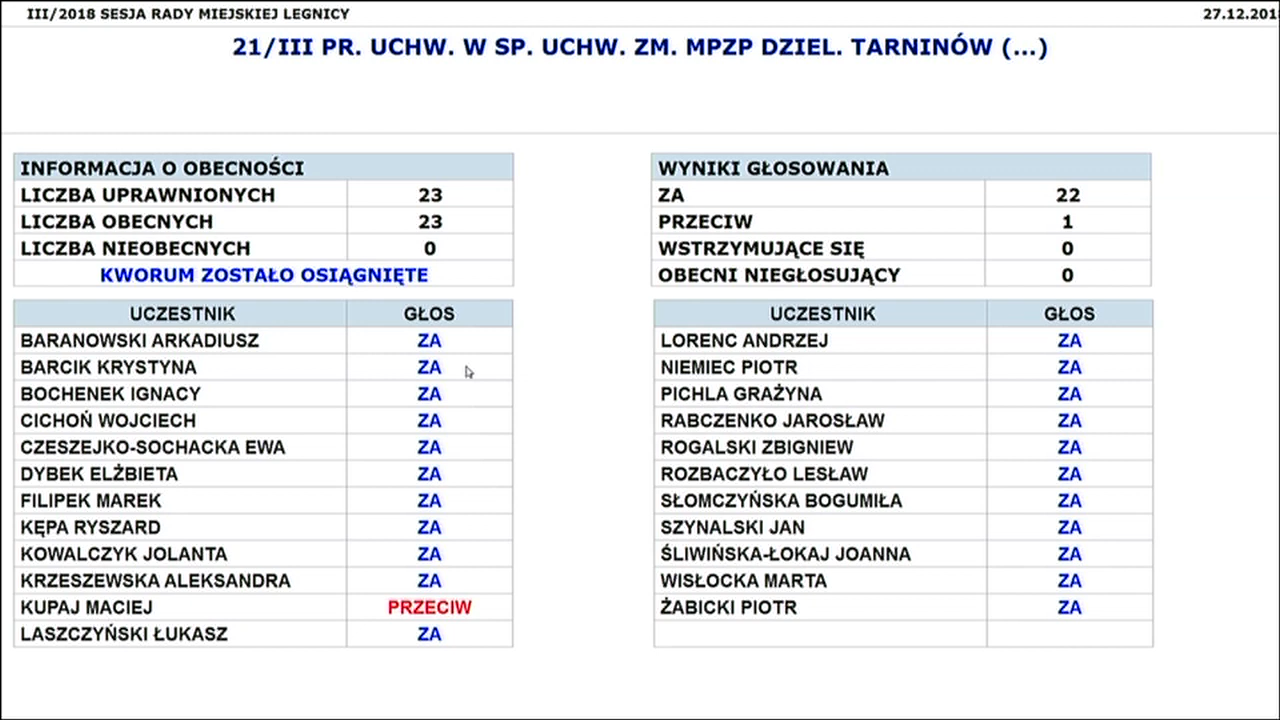 III/2018 SESJA RADY MIEJSKIEJ LEGNICY
27.12.201
21/III PR. UCHW. W SP. UCHW. ZM. MPZP DZIEL. TARNINÓW (...)
INFORMACJA O OBECNOŚCI
LICZBA UPRAWNIONYCH 23
LICZBA OBECNYCH 23
LICZBA NIEOBECNYCH 0
KWORUM ZOSTAŁO OSIĄGNIĘTE
WYNIKI GŁOSOWANIA
ZA 22
PRZECIW 1
WSTRZYMUJĄCE SIĘ 0
OBECNI NIEGŁOSUJĄCY 0
UCZESTNIK GŁOS
BARANOWSKI ARKADIUSZ ZA
BARCIK KRYSTYNA ZA
BOCHENEK IGNACY ZA
CICHOŃ WOJCIECH ZA
CZESZEJKO-SOCHACKA EWA ZA
DYBEK ELŻBIETA ZA
FILIPEK MAREK ZA
KĘPA RYSZARD ZA
KOWALCZYK JOLANTA ZA
KRZESZEWSKA ALEKSANDRA ZA
KUPAJ MACIEJ PRZECIW
LASZCZYŃSKI ŁUKASZ ZA
UCZESTNIK GŁOS
LORENC ANDRZEJ ZA
NIEMIEC PIOTR ZA
PICHLA GRAŻYNA ZA
RABCZENKO JAROSŁAW ZA
ROGALSKI ZBIGNIEW ZA
ROZBACZYŁO LESŁAW ZA
SŁOMCZYŃSKA BOGUMIŁA ZA
SZYNALSKI JAN ZA
ŚLIWIŃSKA-ŁOKAJ JOANNA ZA
WISŁOCKA MARTA ZA
ŻABICKI PIOTR ZA